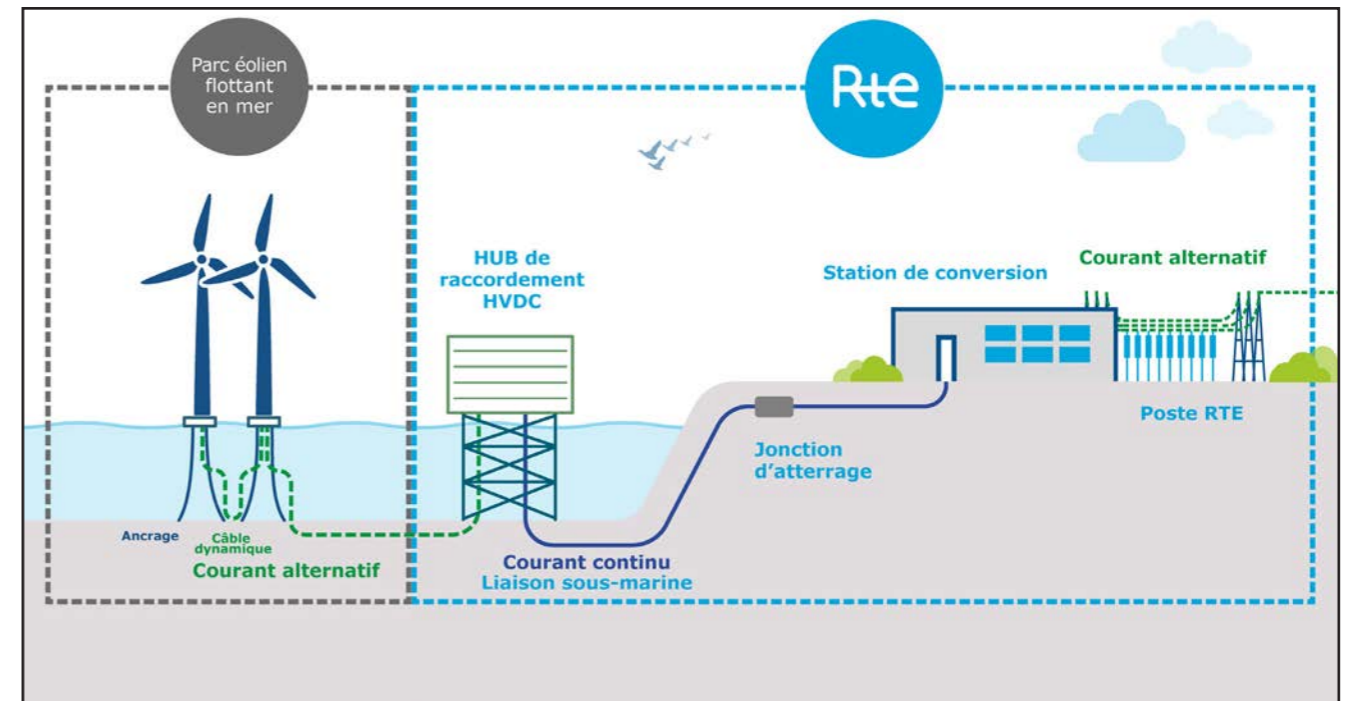 Parc éolien
flottant
en mer
Rte
HUB de
raccordement
HVDC
Station de conversion
Courant alternatif
Poste RTE
Jonction
d'atterrage
Ancrage
Câble
dynamique
Courant alternatif
Courant continu
Liaison sous-marine